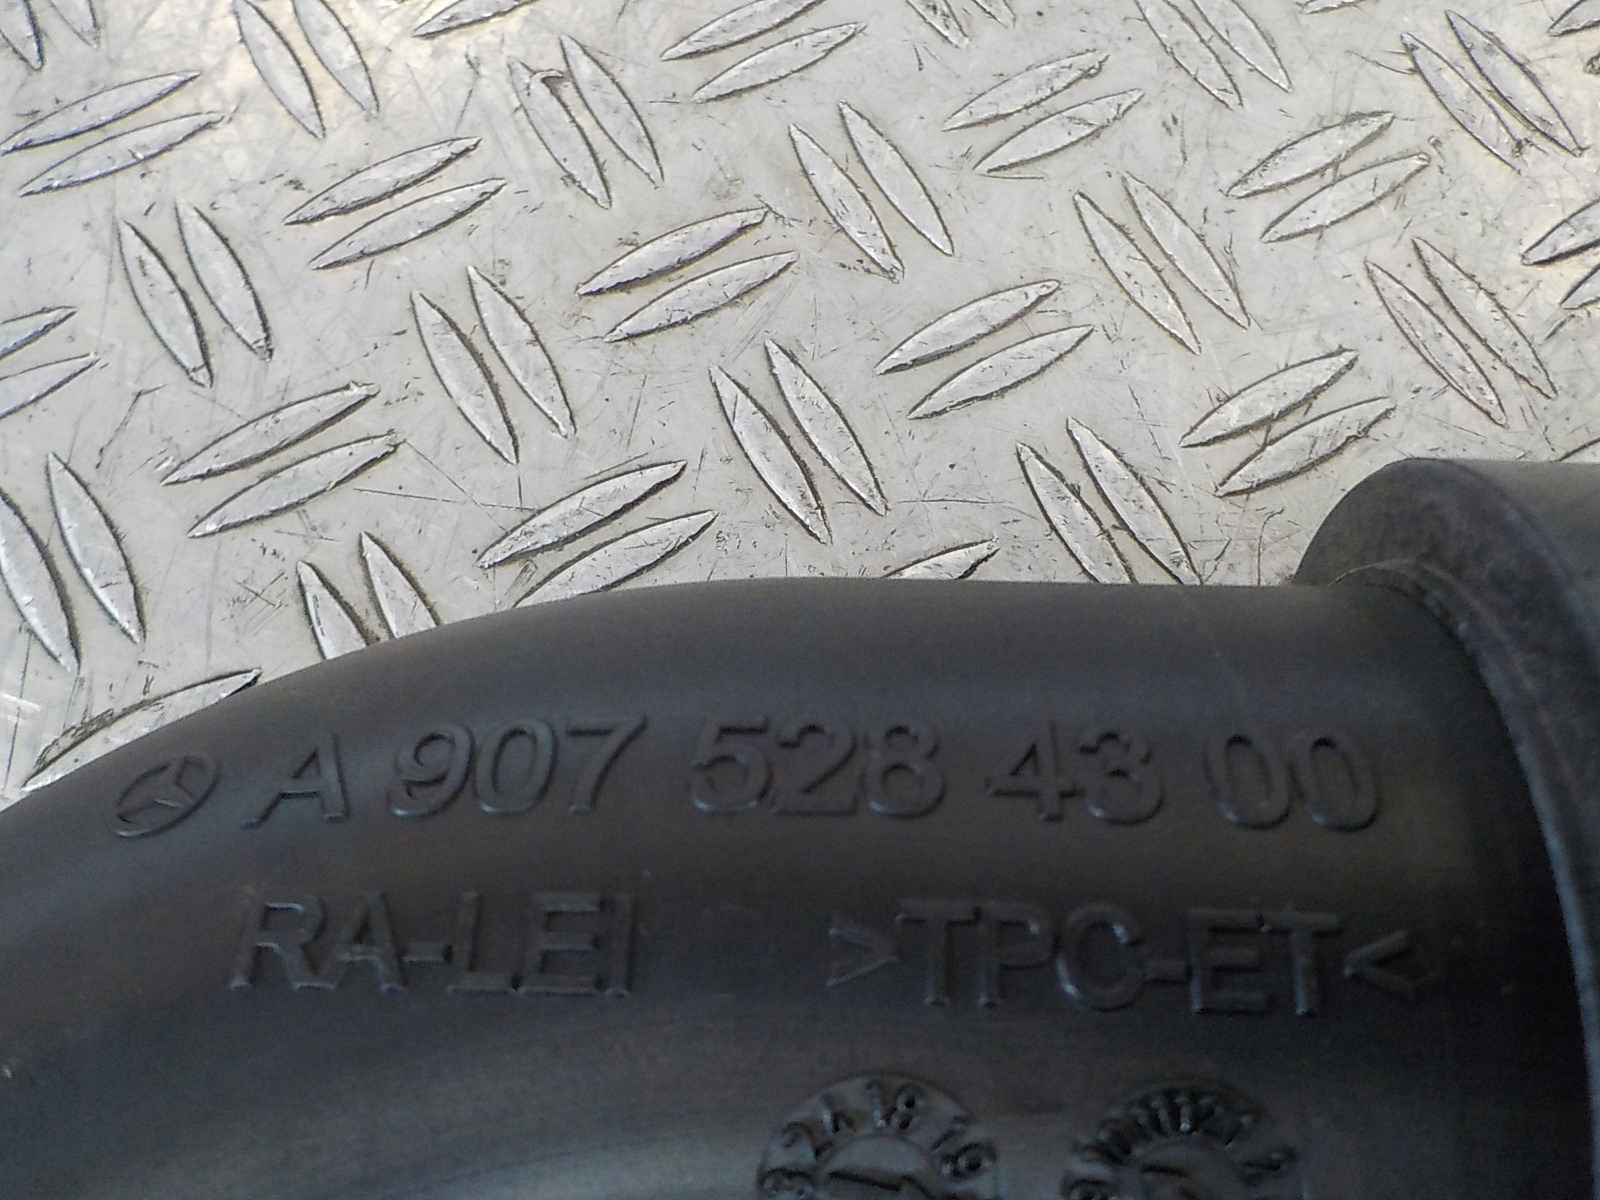 A 907 528 43 00
RA-LEI >TPC-ET<